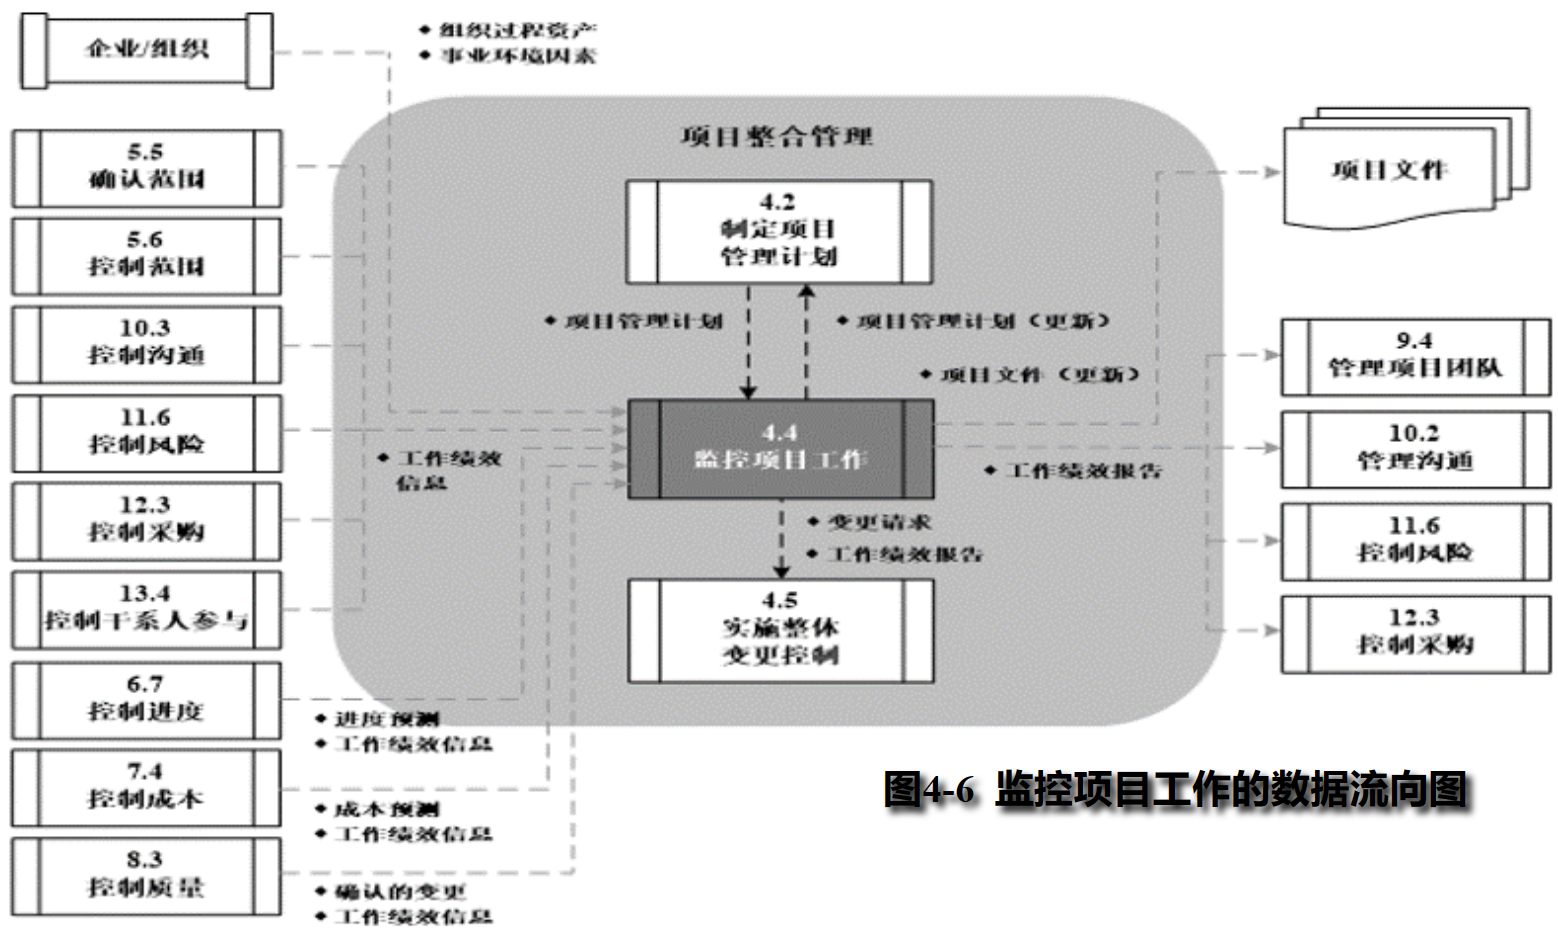 企业/组织
◆ 组织过程资产
◆ 事业环境因素
5.5
确认范围
5.6
控制范围
10.3
控制沟通
11.6
控制风险
12.3
控制采购
13.4
控制干系人参与
6.7
控制进度
7.4
控制成本
8.3
控制质量
◆ 工作绩效
信息
◆ 进度预测
◆ 工作绩效信息
◆ 成本预测
◆ 工作绩效信息
◆ 确认的变更
◆ 工作绩效信息
项目整合管理
4.2
制定项目
管理计划
◆ 项目管理计划
◆ 项目管理计划（更新）
◆ 项目文件（更新）
4.4
监控项目工作
◆ 工作绩效报告
◆ 变更请求
◆ 工作绩效报告
4.5
实施整体
变更控制
项目文件
9.4
管理项目团队
10.2
管理沟通
11.6
控制风险
12.3
控制采购
图4-6 监控项目工作的数据流向图